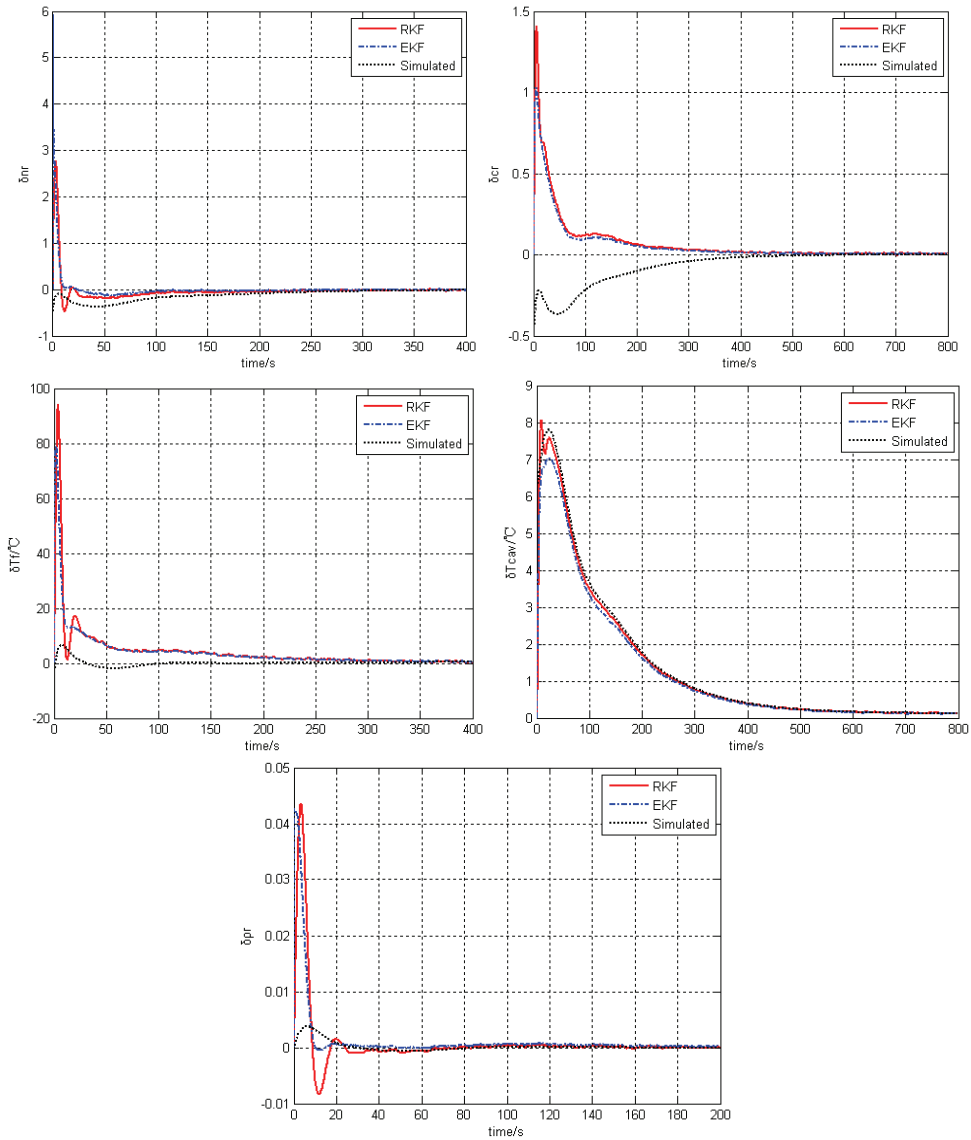 6
5
4
3
2
1
0
-1
δnr
0 50 100 150 200 250 300 350 400
time/s
RKF
EKF
Simulated
1.5
1
0.5
0
-0.5
δcr
0 100 200 300 400 500 600 700 800
time/s
RKF
EKF
Simulated
100
80
60
40
20
0
-20
δTf/℃
0 50 100 150 200 250 300 350 400
time/s
RKF
EKF
Simulated
9
8
7
6
5
4
3
2
1
0
δTcav/℃
0 100 200 300 400 500 600 700 800
time/s
RKF
EKF
Simulated
0.05
0.04
0.03
0.02
0.01
0
-0.01
δρr
0 20 40 60 80 100 120 140 160 180 200
time/s
RKF
EKF
Simulated